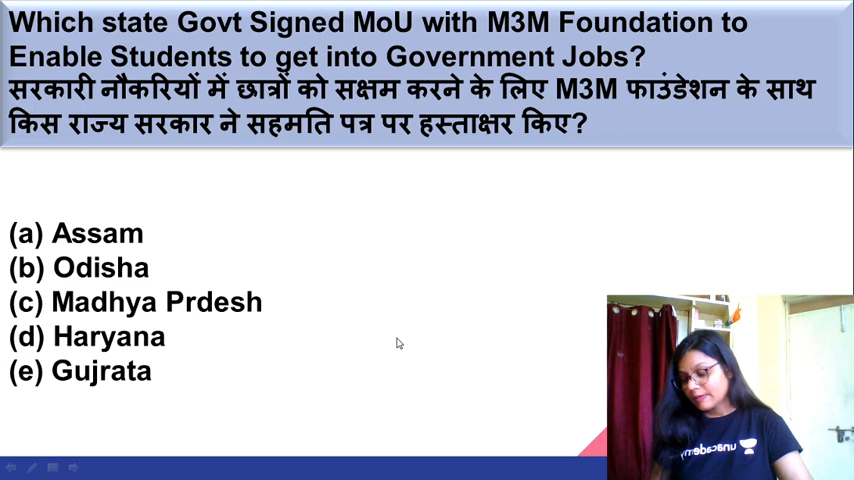 Which state Govt Signed MoU with M3M Foundation to
Enable Students to get into Government Jobs?
सरकारी नौकरियों में छात्रों को सक्षम करने के लिए M3M फाउंडेशन के साथ
किस राज्य सरकार ने सहमति पत्र पर हस्ताक्षर किए?
(a) Assam
(b) Odisha
(c) Madhya Prdesh
(d) Haryana
(e) Gujrata
unacademy